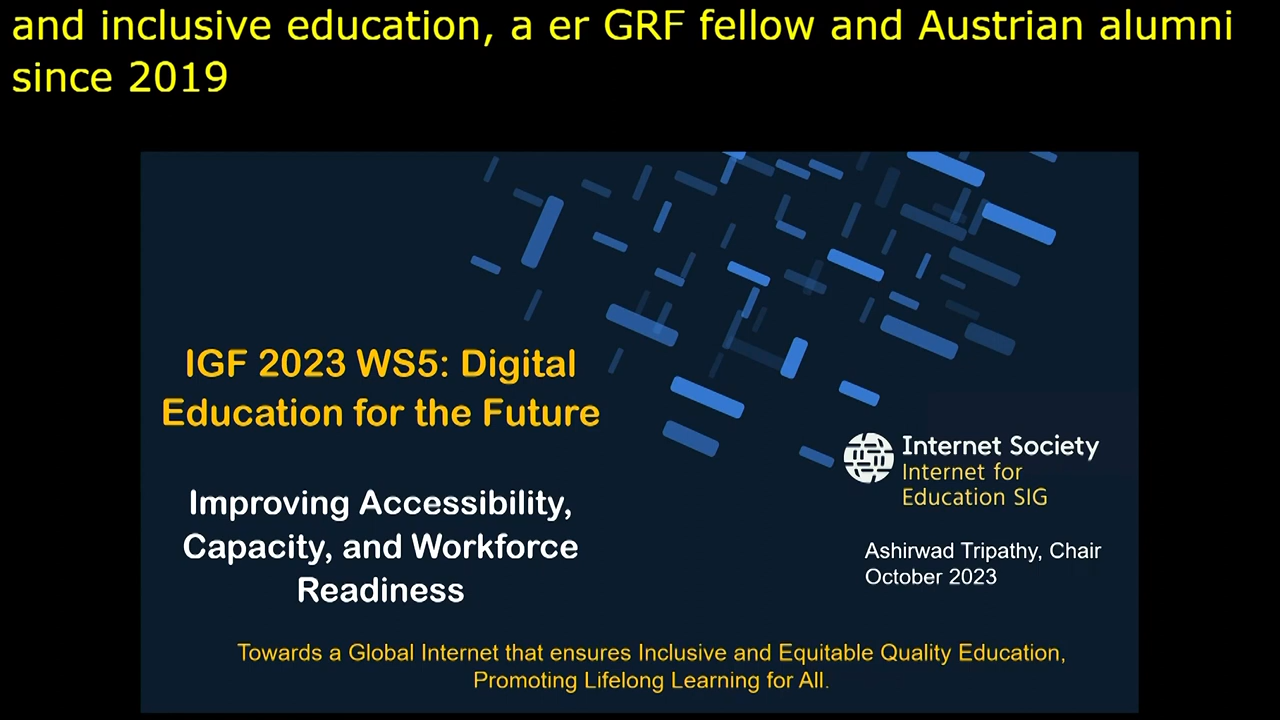 and inclusive education, a er GRF fellow and Austrian alumni
since 2019
IGF 2023 WS5: Digital
Education for the Future
Improving Accessibility,
Capacity, and Workforce
Readiness
Internet Society
Internet for
Education SIG
Ashirwad Tripathy, Chair
October 2023
Towards a Global Internet that ensures Inclusive and Equitable Quality Education,
Promoting Lifelong Learning for All.